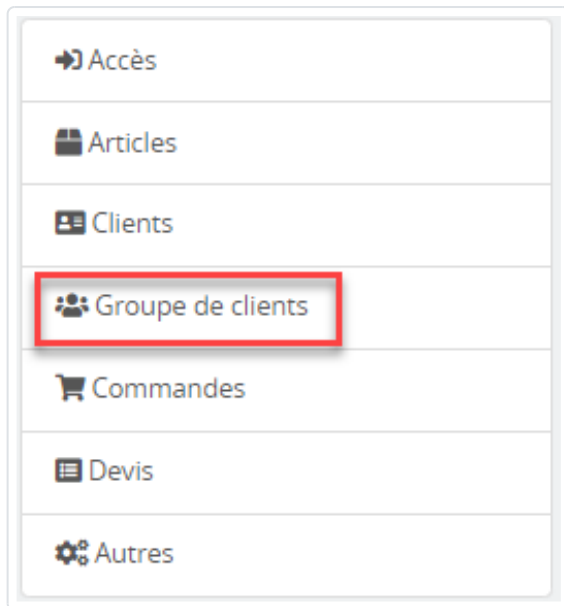 Accès
Articles
Clients
Groupe de clients
Commandes
Devis
Autres